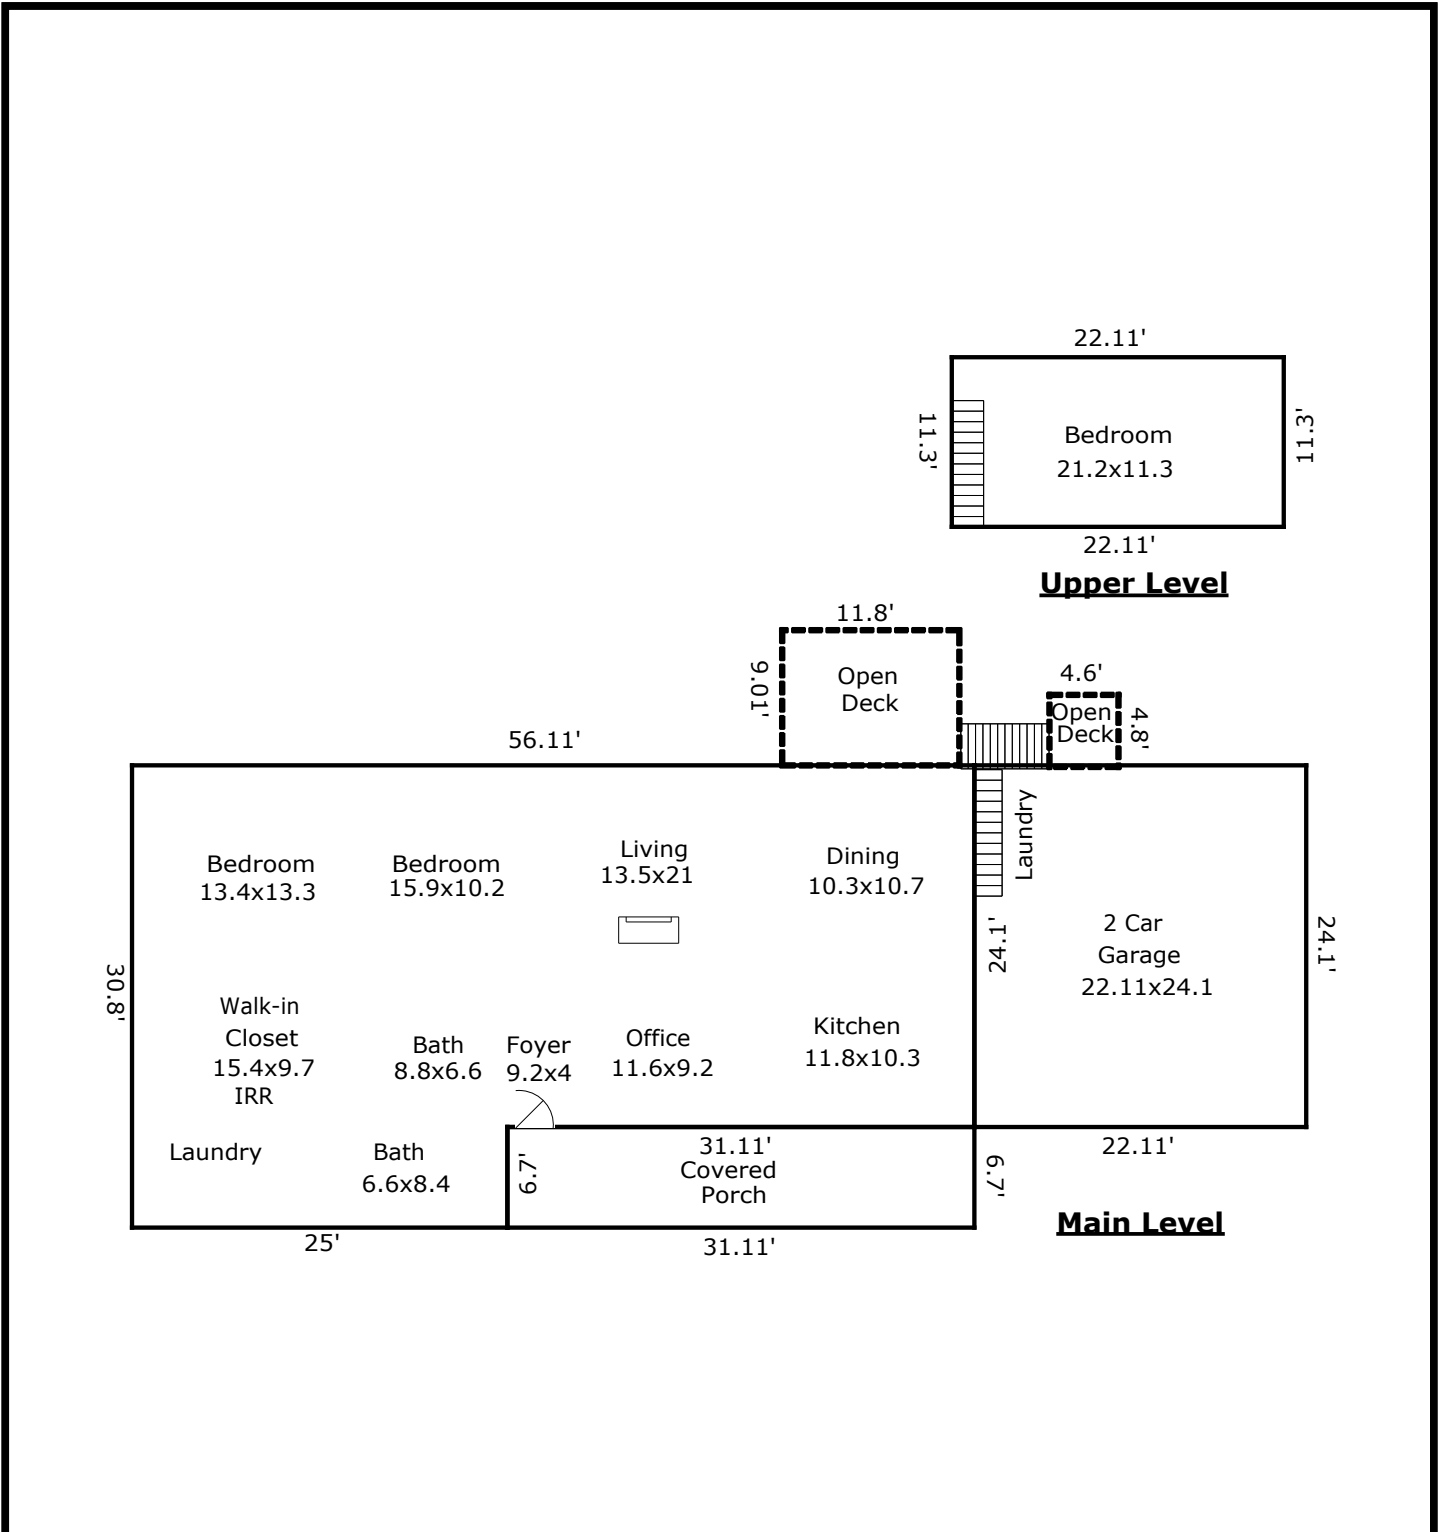 22.11'
11.3'
Bedroom
21.2x11.3
11.3'
22.11'
Upper Level
11.8'
9.01'
Open
Deck
4.6'
Open
Deck
4.8'
56.11'
30.8'
Bedroom
13.4x13.3
Bedroom
15.9x10.2
Living
13.5x21
Dining
10.3x10.7
Laundry
24.1'
2 Car
Garage
22.11x24.1
24.1'
Walk-in
Closet
15.4x9.7
IRR
Bath
8.8x6.6
Foyer
9.2x4
Office
11.6x9.2
Kitchen
11.8x10.3
Laundry
Bath
6.6x8.4
6.7'
31.11'
Covered
Porch
6.7'
22.11'
Main Level
25'
31.11'